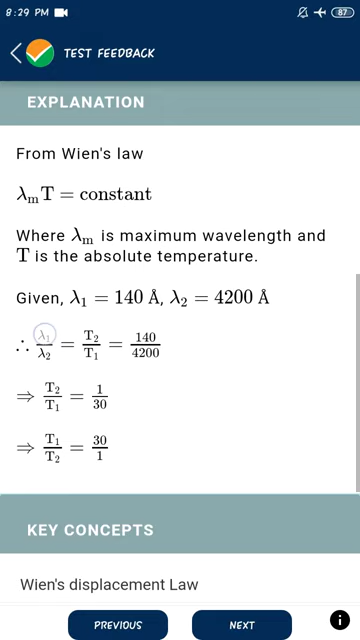 8:29 PM
87
TEST FEEDBACK
EXPLANATION
From Wien's law
λₘT = constant
Where λₘ is maximum wavelength and
T is the absolute temperature.
Given, λ₁ = 140 Å, λ₂ = 4200 Å
∴ λ₁/λ₂ = T₂/T₁ = 140/4200
⇒ T₂/T₁ = 1/30
⇒ T₁/T₂ = 30/1
KEY CONCEPTS
Wien's displacement Law
PREVIOUS
NEXT